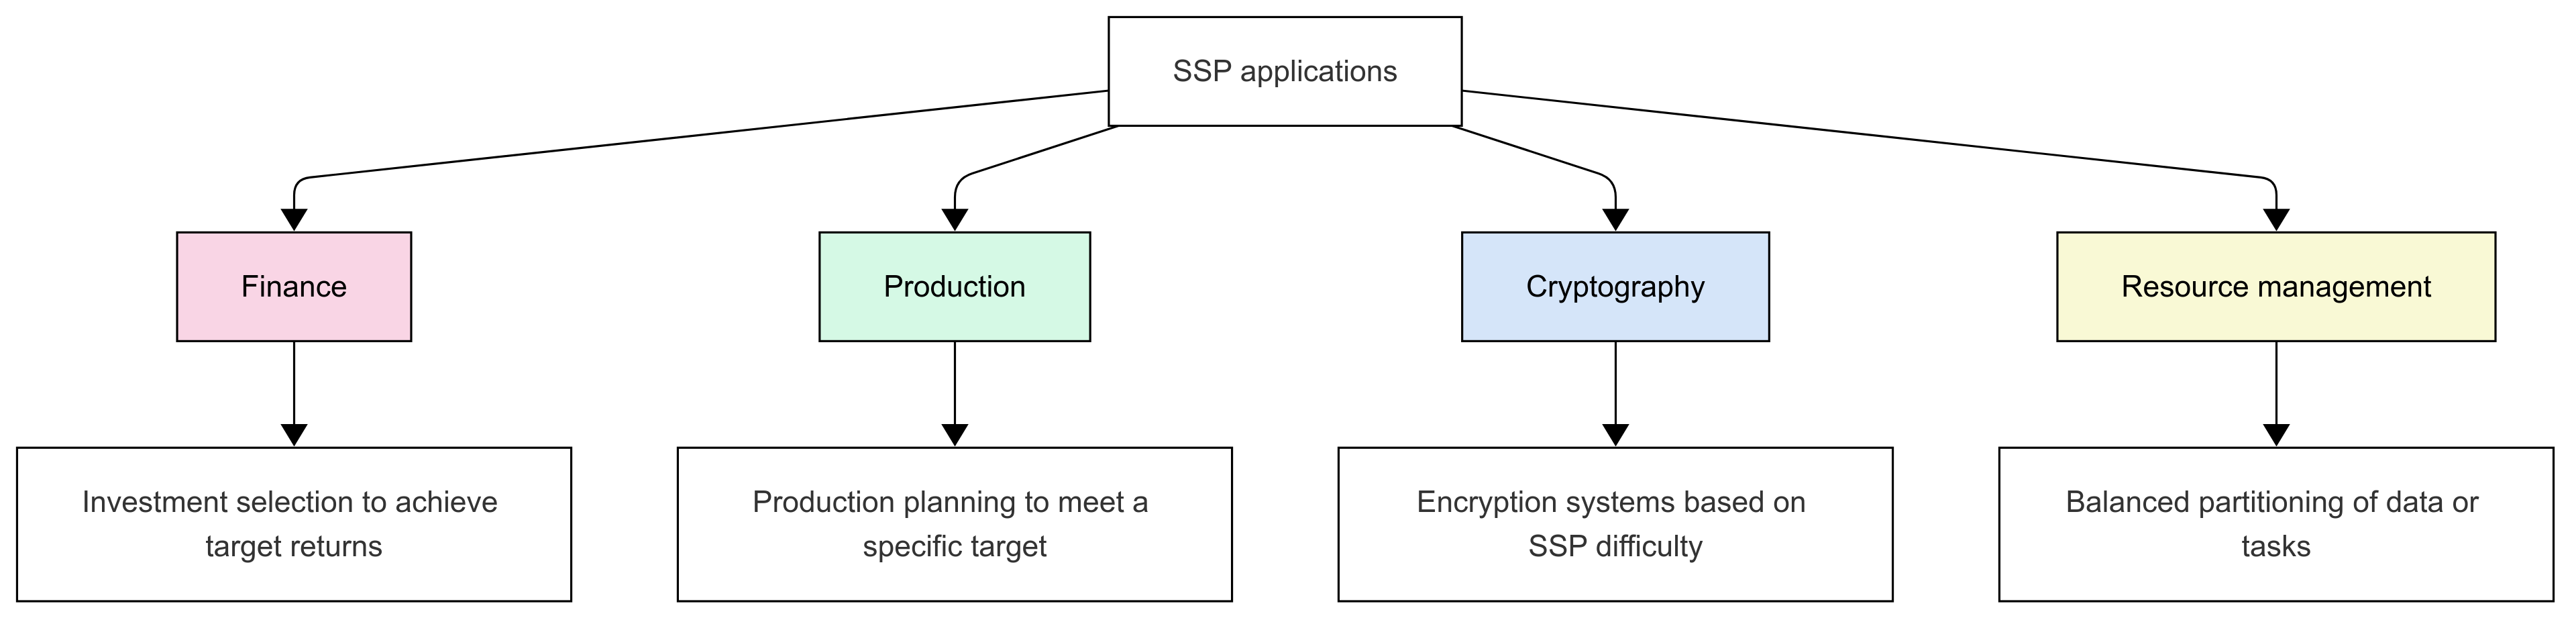 SSP applications
Finance
Production
Cryptography
Resource management
Investment selection to achieve
target returns
Production planning to meet a
specific target
Encryption systems based on
SSP difficulty
Balanced partitioning of data or
tasks